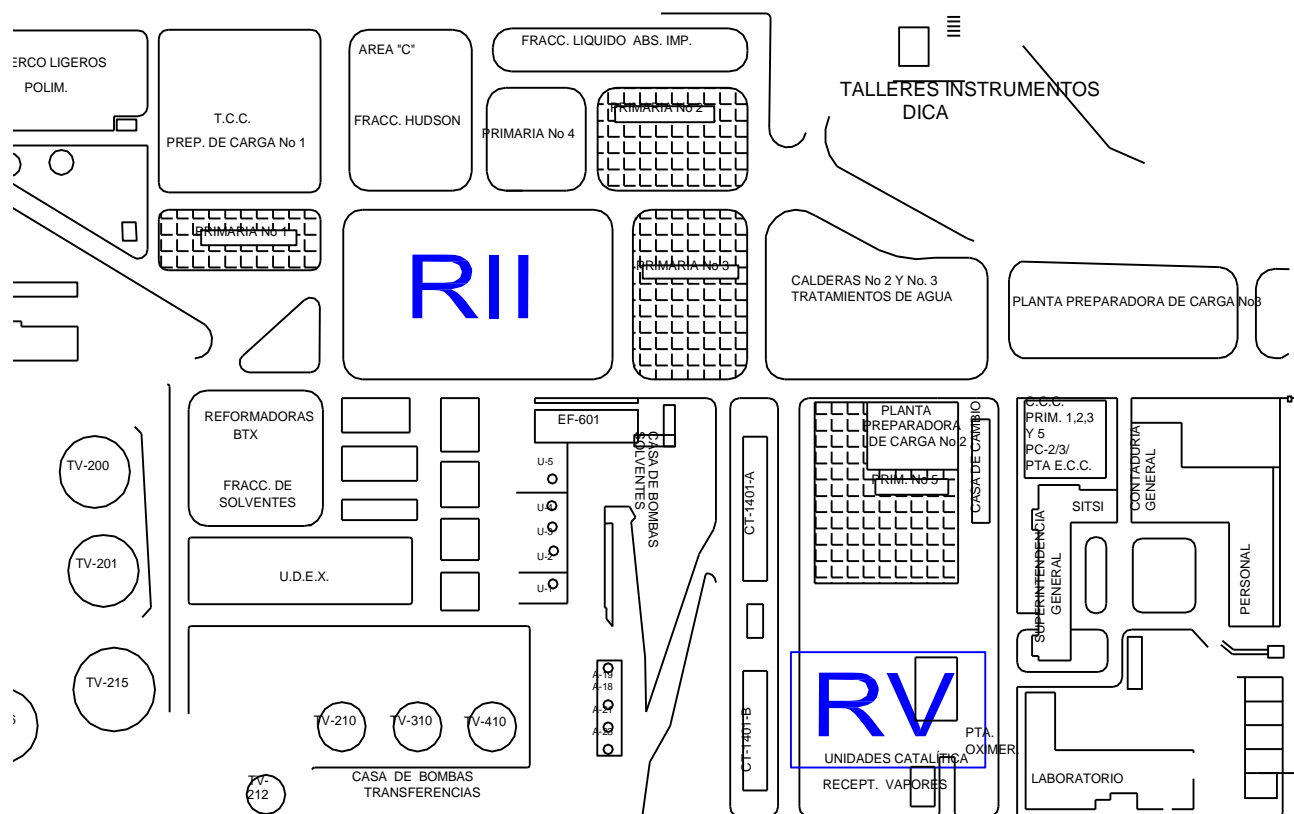 ERCO LIGEROS
POLIM.
T.C.C.
PREP. DE CARGA No 1
AREA "C"
FRACC. HUDSON
FRACC. LIQUIDO ABS. IMP.
PRIMARIA No 4
PRIMARIA No 2
TALLERES INSTRUMENTOS
DICA
PRIMARIA No 1
RII
PRIMARIA No 3
CALDERAS No 2 Y No. 3
TRATAMIENTOS DE AGUA
PLANTA PREPARADORA DE CARGA No3
REFORMADORAS
BTX
FRACC. DE
SOLVENTES
TV-200
TV-201
TV-215
U.D.E.X.
EF-601
U-5
U-4
U-3
U-2
U-1
CASA DE BOMBAS
SOLVENTES
CT-1401-A
CT-1401-B
PLANTA
PREPARADORA
DE CARGA No 2
PRIM. No 5
CASA DE CAMBIO
C.C.C.
PRIM. 1,2,3
Y 5
PC-2/3/
PTA E.C.C.
CONTADURIA
GENERAL
SITSI
SUPERINTENDENCIA
GENERAL
PERSONAL
A-19
A-18
A-21
A-23
TV-210
TV-310
TV-410
TV-
212
CASA DE BOMBAS
TRANSFERENCIAS
RV
UNIDADES CATALÍTICA
RECEPT. VAPORES
PTA.
OXIMER.
LABORATORIO
6